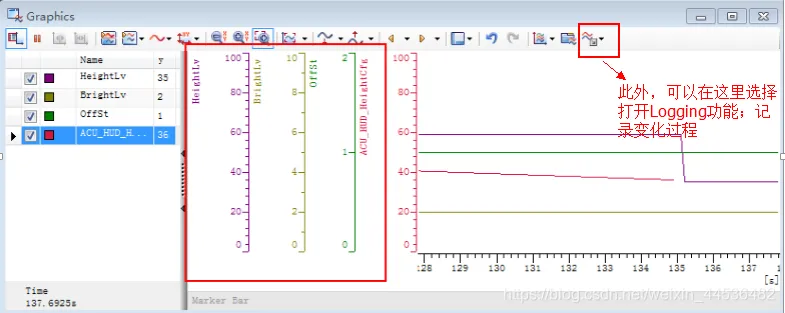 Graphics
Name y
HeightLv 35
BrightLv 2
OffSt 1
ACU_HUD_H... 36
Time
137.6925s
HeightLv
100
80
60
40
20
0
BrightLv
10
8
6
4
2
0
OffSt
2
1
0
ACU_HUD_HeightCfg
100
80
60
40
20
0
128 129 130 131 132 133 134 135 136 137
[s]
Marker Bar
此外，可以在这里选择
打开Logging功能；记
录变化过程
https://blog.csdn.net/weixin_44536482